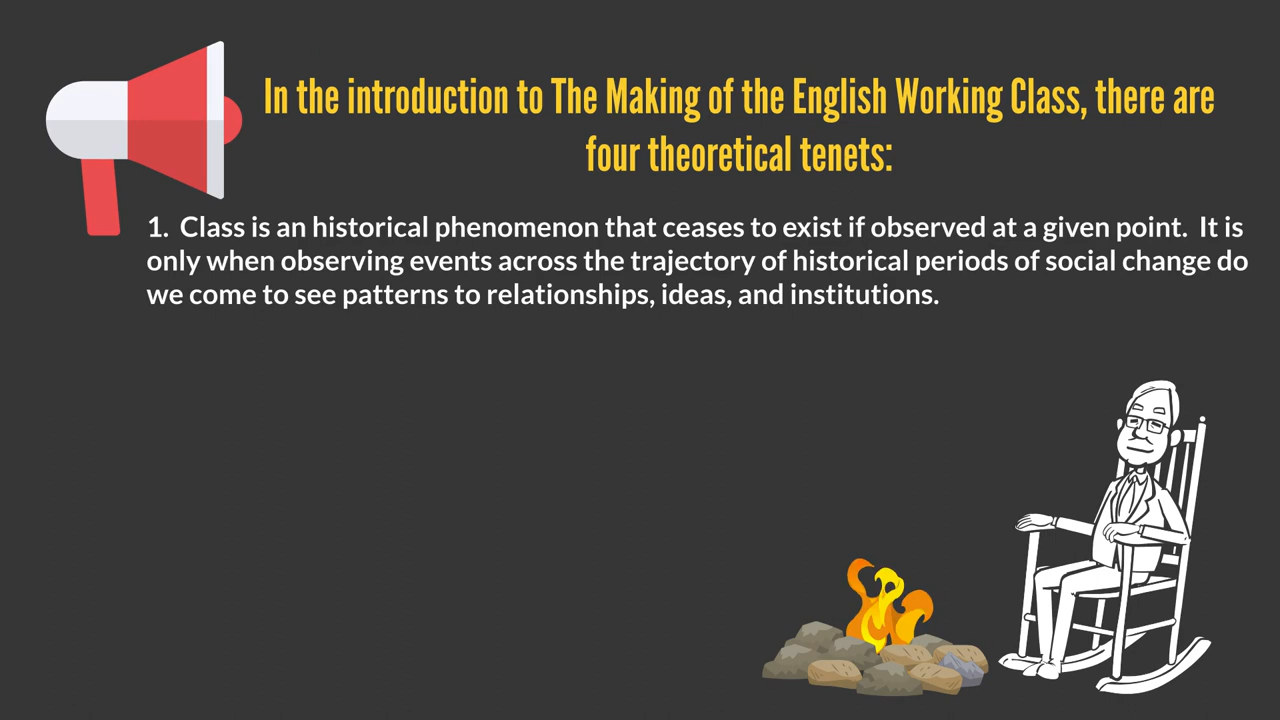 In the introduction to The Making of the English Working Class, there are
four theoretical tenets:
1.  Class is an historical phenomenon that ceases to exist if observed at a given point.  It is
only when observing events across the trajectory of historical periods of social change do
we come to see patterns to relationships, ideas, and institutions.